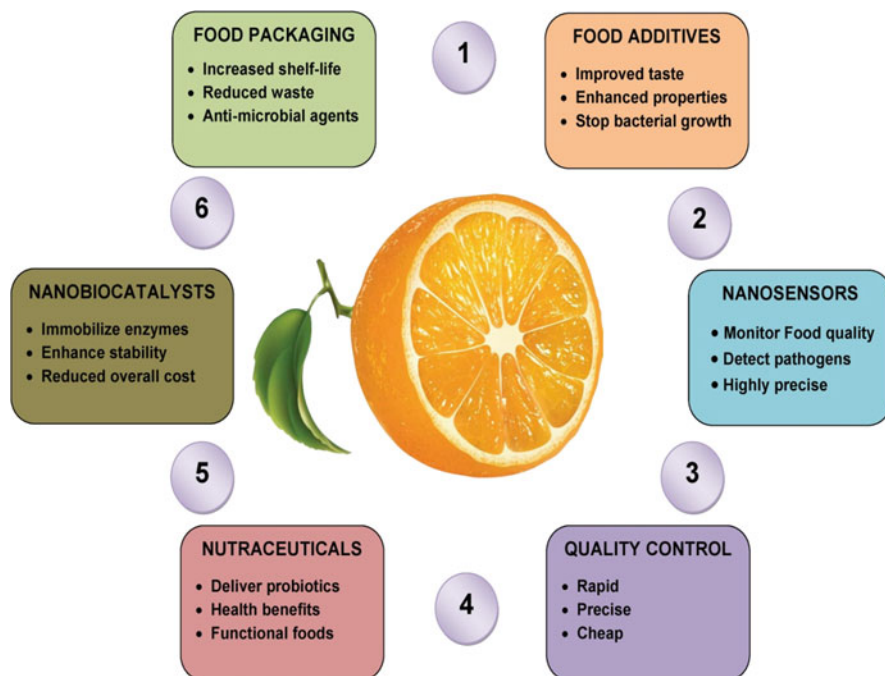 FOOD PACKAGING
• Increased shelf-life
• Reduced waste
• Anti-microbial agents
1
FOOD ADDITIVES
• Improved taste
• Enhanced properties
• Stop bacterial growth
2
NANOSENSORS
• Monitor Food quality
• Detect pathogens
• Highly precise
3
QUALITY CONTROL
• Rapid
• Precise
• Cheap
4
NUTRACEUTICALS
• Deliver probiotics
• Health benefits
• Functional foods
5
NANOBIOCATALYSTS
• Immobilize enzymes
• Enhance stability
• Reduced overall cost
6